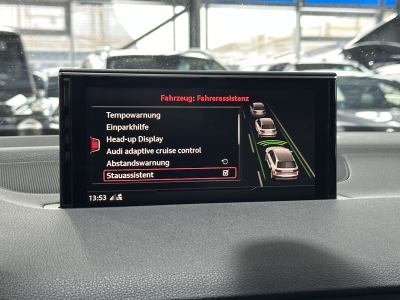 Fahrzeug: Fahrerassistenz
Tempowarnung
Einparkhilfe
Head-up Display
Audi adaptive cruise control
Abstandswarnung
Stauassistent
13:53